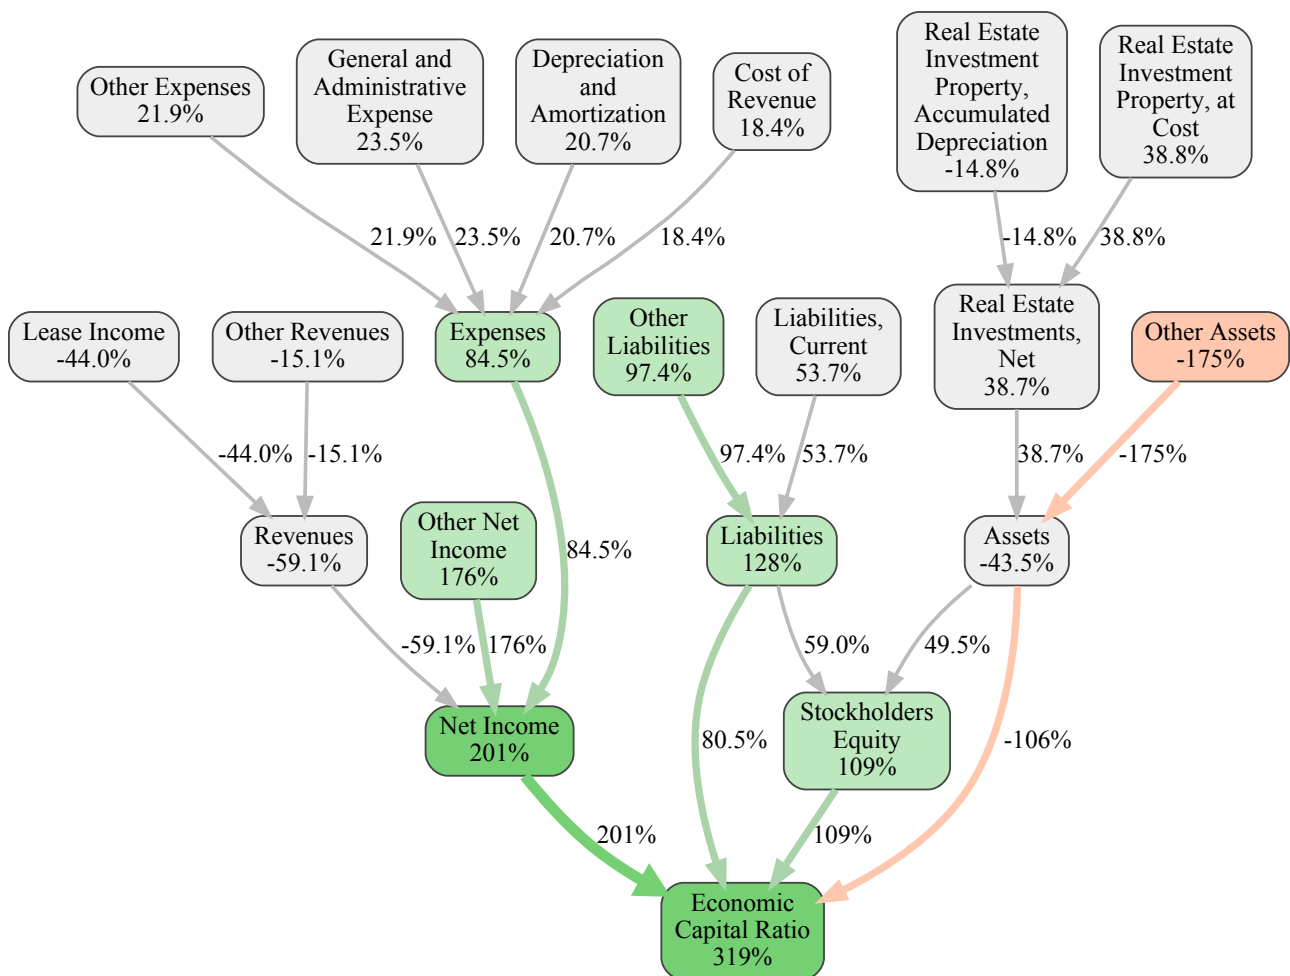 Other Expenses
21.9%
General and
Administrative
Expense
23.5%
Depreciation
and
Amortization
20.7%
Cost of
Revenue
18.4%
Real Estate
Investment
Property,
Accumulated
Depreciation
-14.8%
Real Estate
Investment
Property, at
Cost
38.8%
21.9%
23.5%
20.7%
18.4%
-14.8%
38.8%
Lease Income
-44.0%
Other Revenues
-15.1%
Expenses
84.5%
Other
Liabilities
97.4%
Liabilities,
Current
53.7%
Real Estate
Investments,
Net
38.7%
Other Assets
-175%
-44.0%
-15.1%
97.4%
53.7%
38.7%
-175%
Revenues
-59.1%
Other Net
Income
176%
84.5%
Liabilities
128%
Assets
-43.5%
-59.1%
176%
59.0%
49.5%
Net Income
201%
80.5%
Stockholders
Equity
109%
-106%
201%
109%
Economic
Capital Ratio
319%